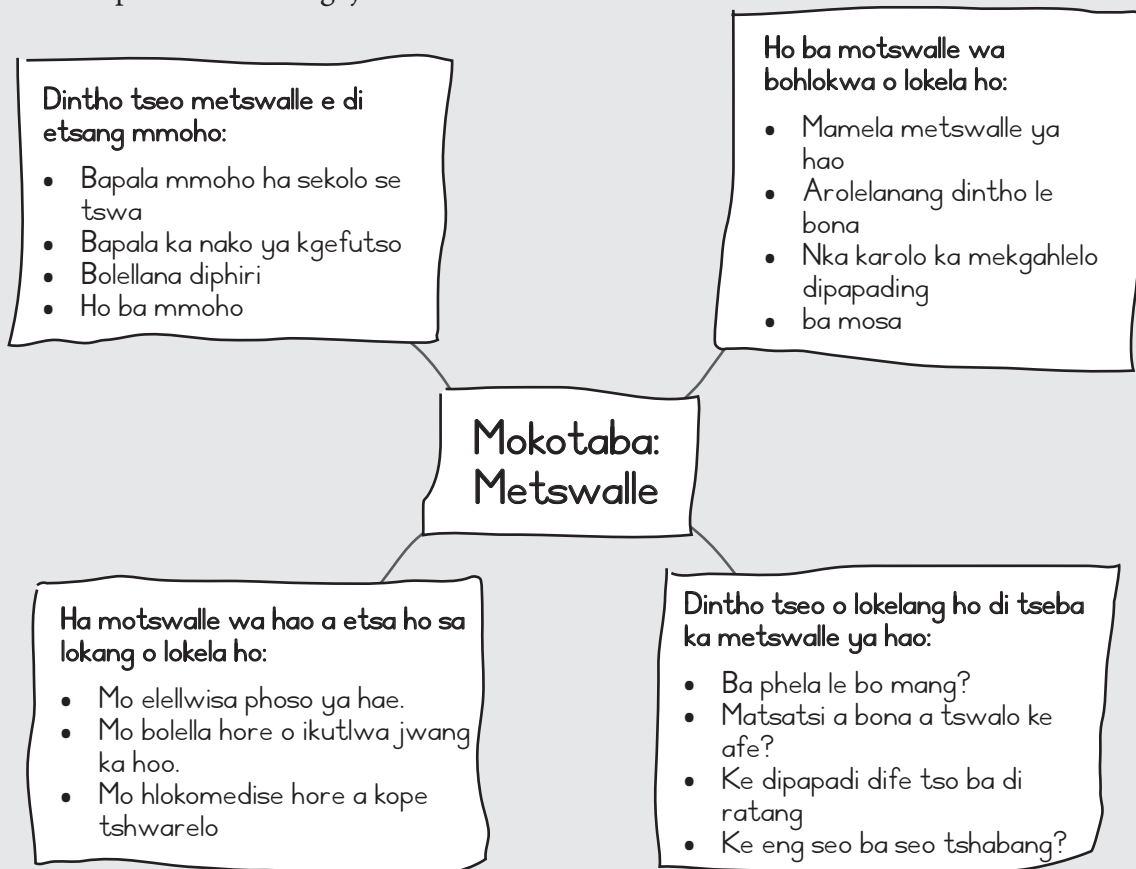 Dintho tseo metswalle e di
etsang mmoho:
• Bapala mmoho ha sekolo se
tswa
• Bapala ka nako ya kgefutso
• Bolellana diphiri
• Ho ba mmoho
Ho ba motswalle wa
bohlokwa o lokela ho:
• Mamela metswalle ya
hao
• Arolelanang dintho le
bona
• Nka karolo ka mekgahlelo
dipapading
• ba mosa
Mokotaba:
Metswalle
Ha motswalle wa hao a etsa ho sa
lokang o lokela ho:
• Mo elellwisa phoso ya hae.
• Mo bolella hore o ikutlwa jwang
ka hoo.
• Mo hlokomedise hore a kope
tshwarelo
Dintho tseo o lokelang ho di tseba
ka metswalle ya hao:
• Ba phela le bo mang?
• Matsatsi a bona a tswalo ke
afe?
• Ke dipapadi dife tso ba di
ratang
• Ke eng seo ba seo tshabang?